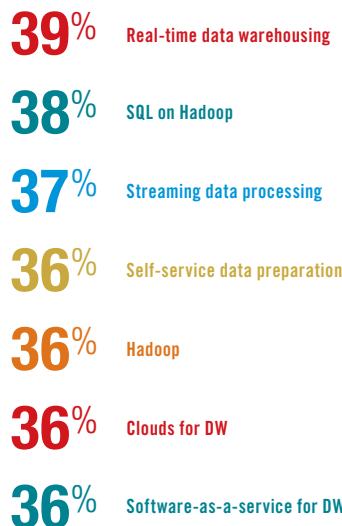 39% Real-time data warehousing
38% SQL on Hadoop
37% Streaming data processing
36% Self-service data preparation
36% Hadoop
36% Clouds for DW
36% Software-as-a-service for DW